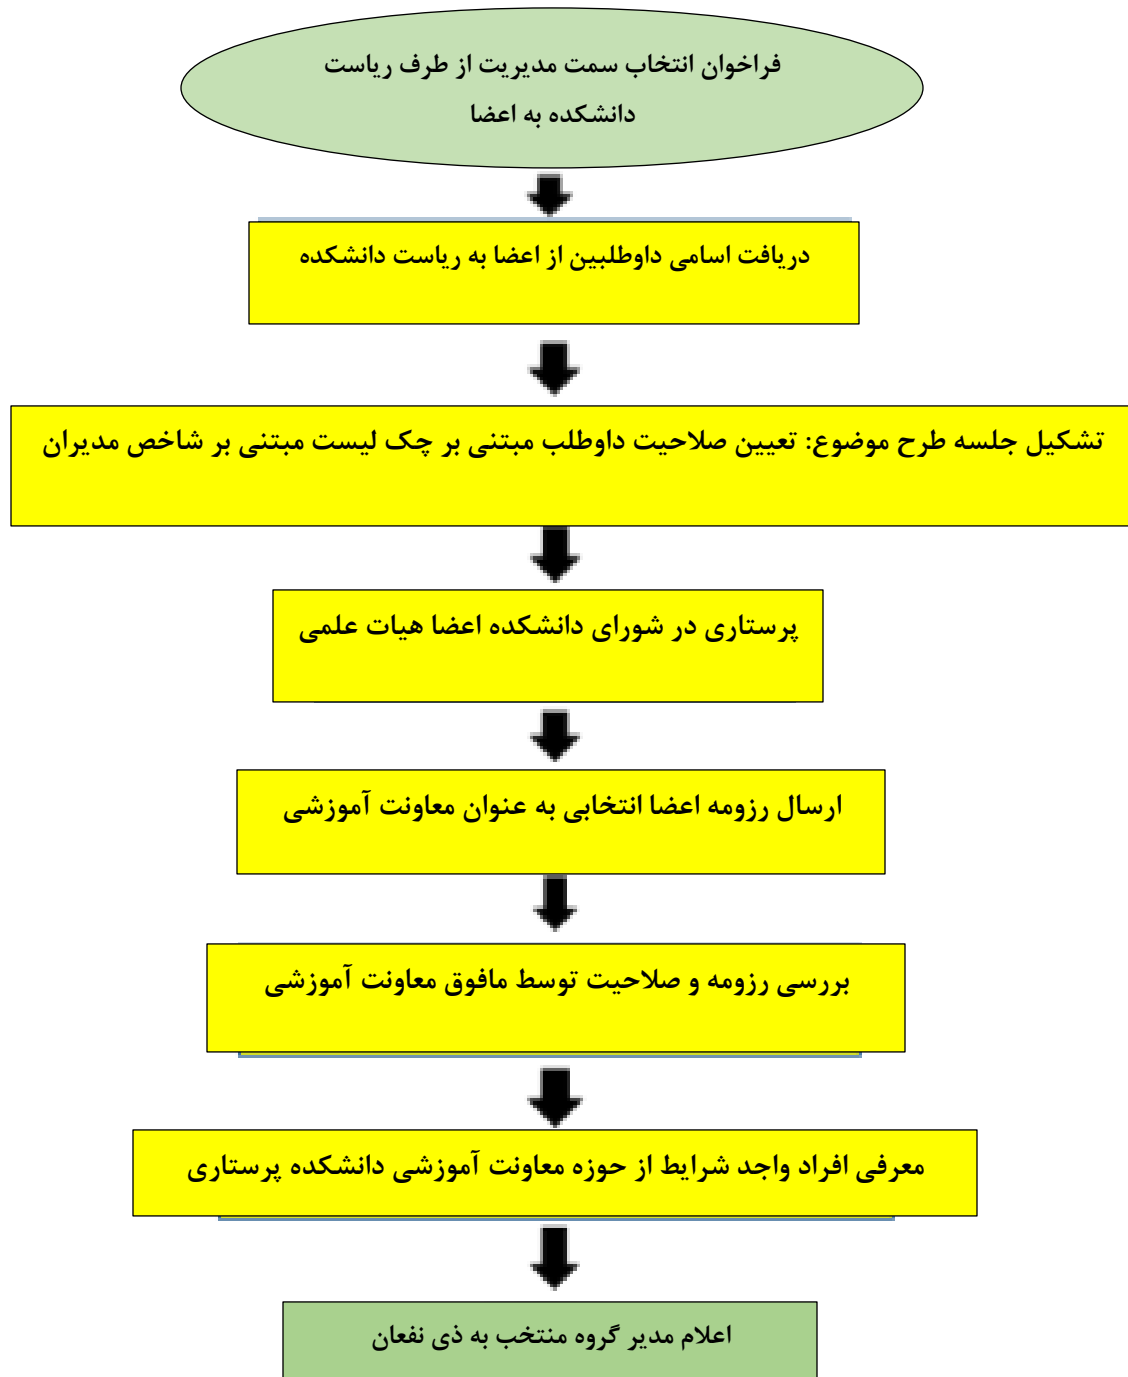 فراخوان انتخاب سمت مدیریت از طرف ریاست
دانشکده به اعضا
دریافت اسامی داوطلبین از اعضا به ریاست دانشکده
تشکیل جلسه طرح موضوع: تعیین صلاحیت داوطلب مبتنی بر چک لیست مبتنی بر شاخص مدیران
پرستاری در شورای دانشکده اعضا هیات علمی
ارسال رزومه اعضا انتخابی به عنوان معاونت آموزشی
بررسی رزومه و صلاحیت توسط مافوق معاونت آموزشی
معرفی افراد واجد شرایط از حوزه معاونت آموزشی دانشکده پرستاری
اعلام مدیر گروه منتخب به ذی نفعان